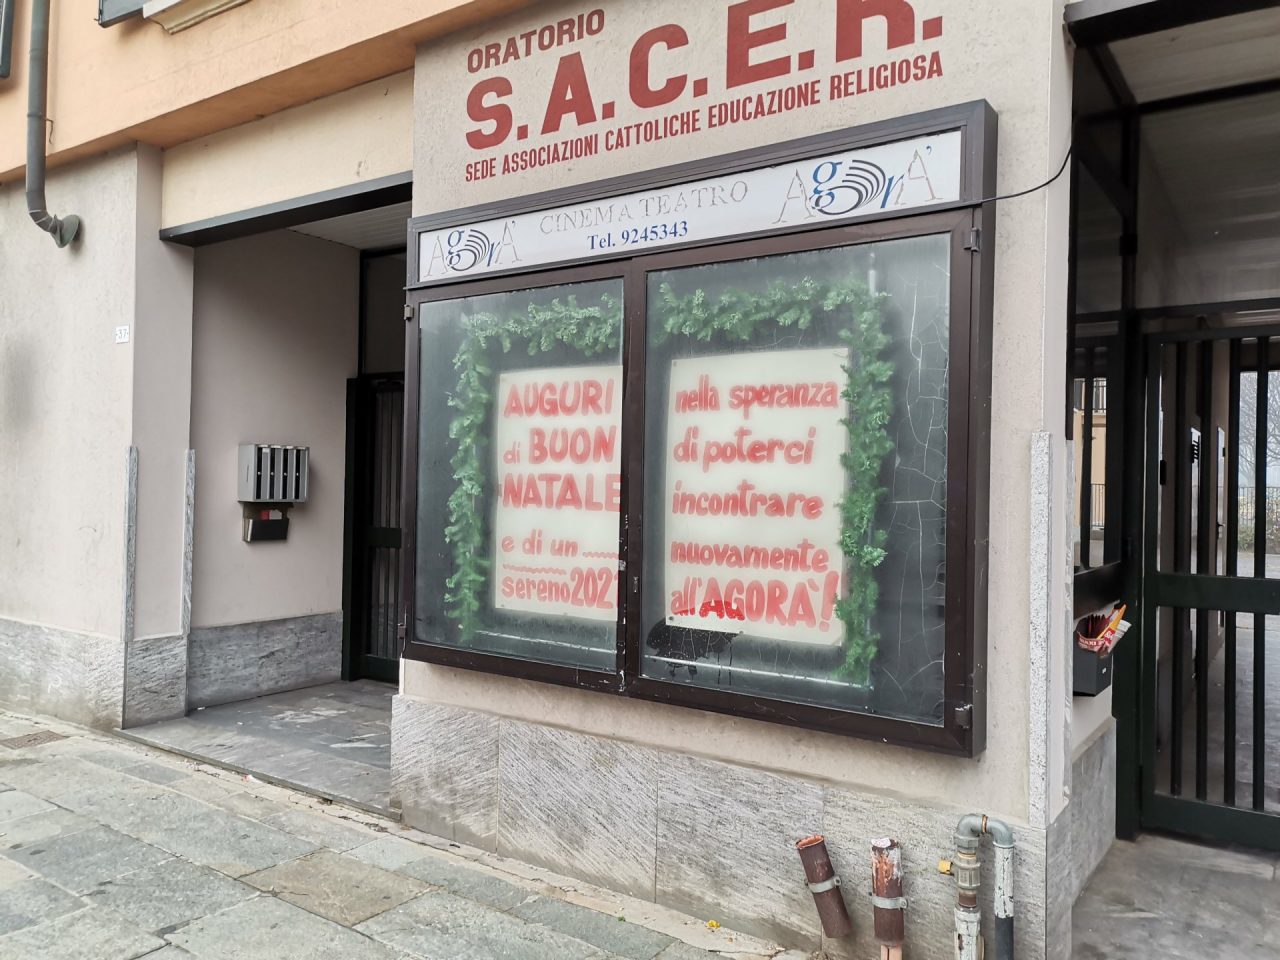 ORATORIO
S.A.C.E.R.
SEDE ASSOCIAZIONI CATTOLICHE EDUCAZIONE RELIGIOSA
AgorA'
CINEMA TEATRO
Tel. 9245343
AgorA'
AUGURI
di BUON
NATALE
e di un
sereno 2021
nella speranza
di poterci
incontrare
nuovamente
all'AGORÀ!
37